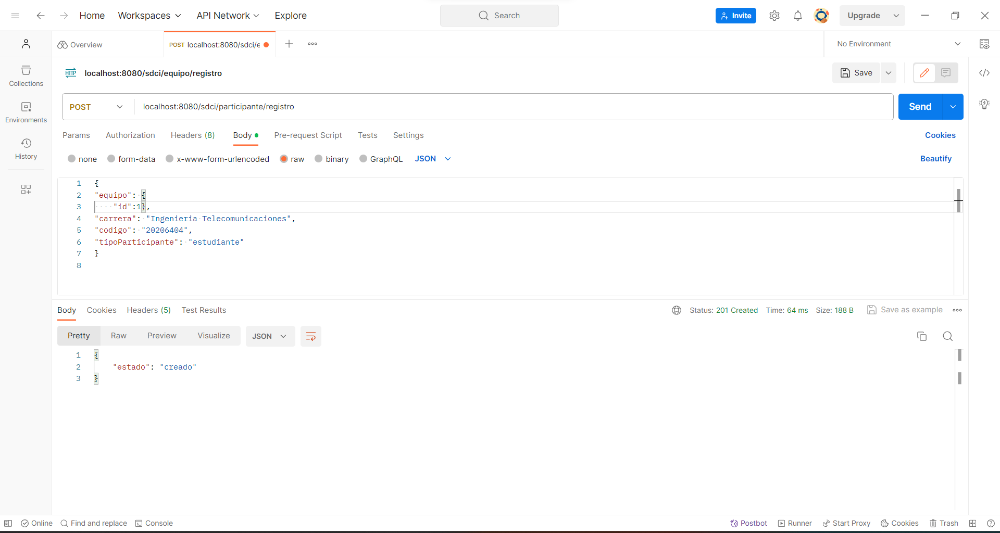 Home Workspaces API Network Explore Search Invite Upgrade
Overview POST localhost:8080/sdci/e No Environment
HTTP localhost:8080/sdci/equipo/registro Save
Collections
Environments
History
POST localhost:8080/sdci/participante/registro Send
Params Authorization Headers (8) Body Pre-request Script Tests Settings Cookies
none form-data x-www-form-urlencoded raw binary GraphQL JSON Beautify
1 {
2 "equipo": {
3 "id":1},
4 "carrera": "Ingenieria Telecomunicaciones",
5 "codigo": "20206404",
6 "tipoParticipante": "estudiante"
7 }
8
Body Cookies Headers (5) Test Results Status: 201 Created Time: 64 ms Size: 188 B Save as example
Pretty Raw Preview Visualize JSON
1 {
2 "estado": "creado"
3 }
Online Find and replace Console Postbot Runner Start Proxy Cookies Trash